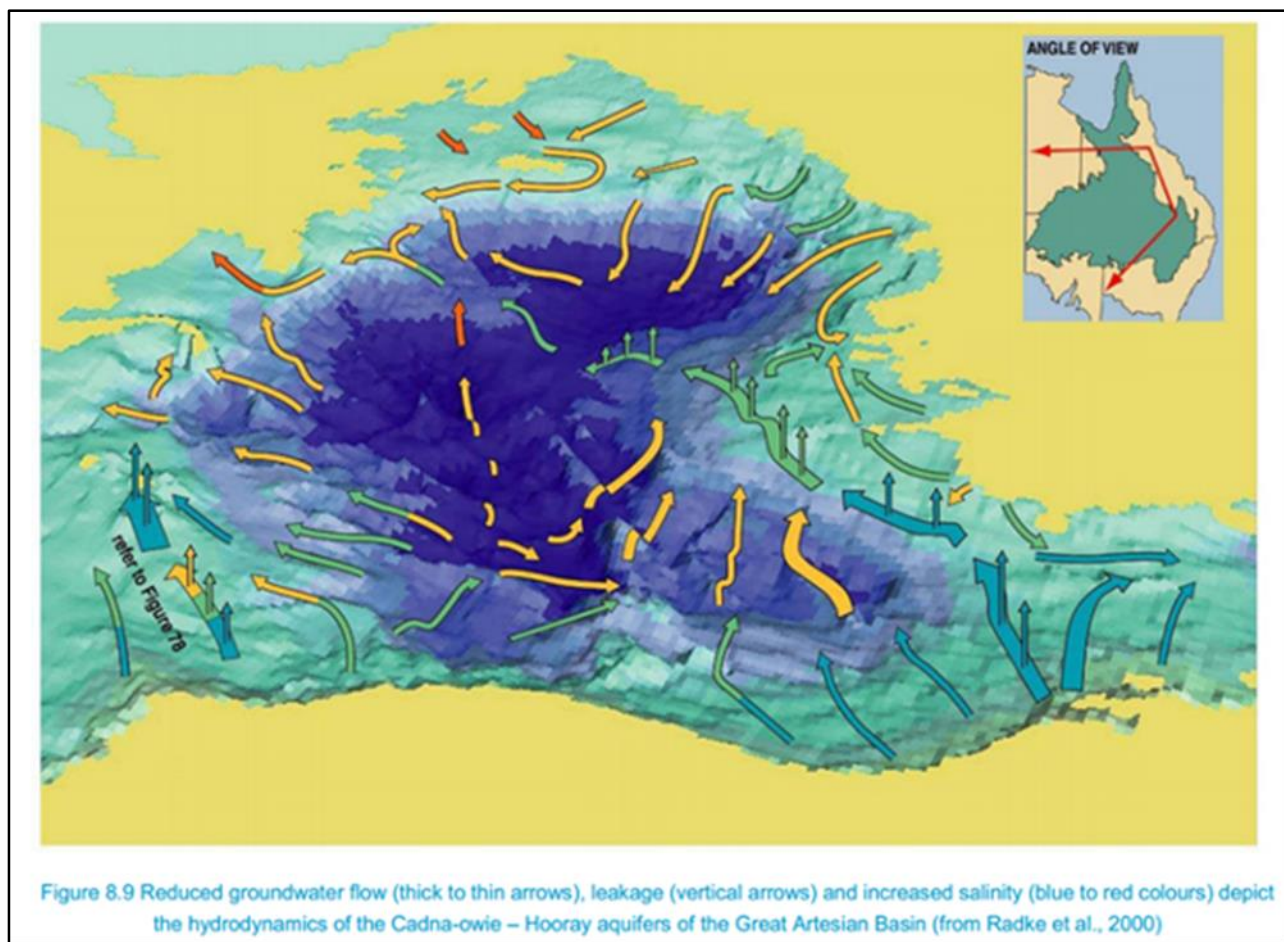 ANGLE OF VIEW
refer to Figure 78
Figure 8.9 Reduced groundwater flow (thick to thin arrows), leakage (vertical arrows) and increased salinity (blue to red colours) depict
the hydrodynamics of the Cadna-owie – Hooray aquifers of the Great Artesian Basin (from Radke et al., 2000)